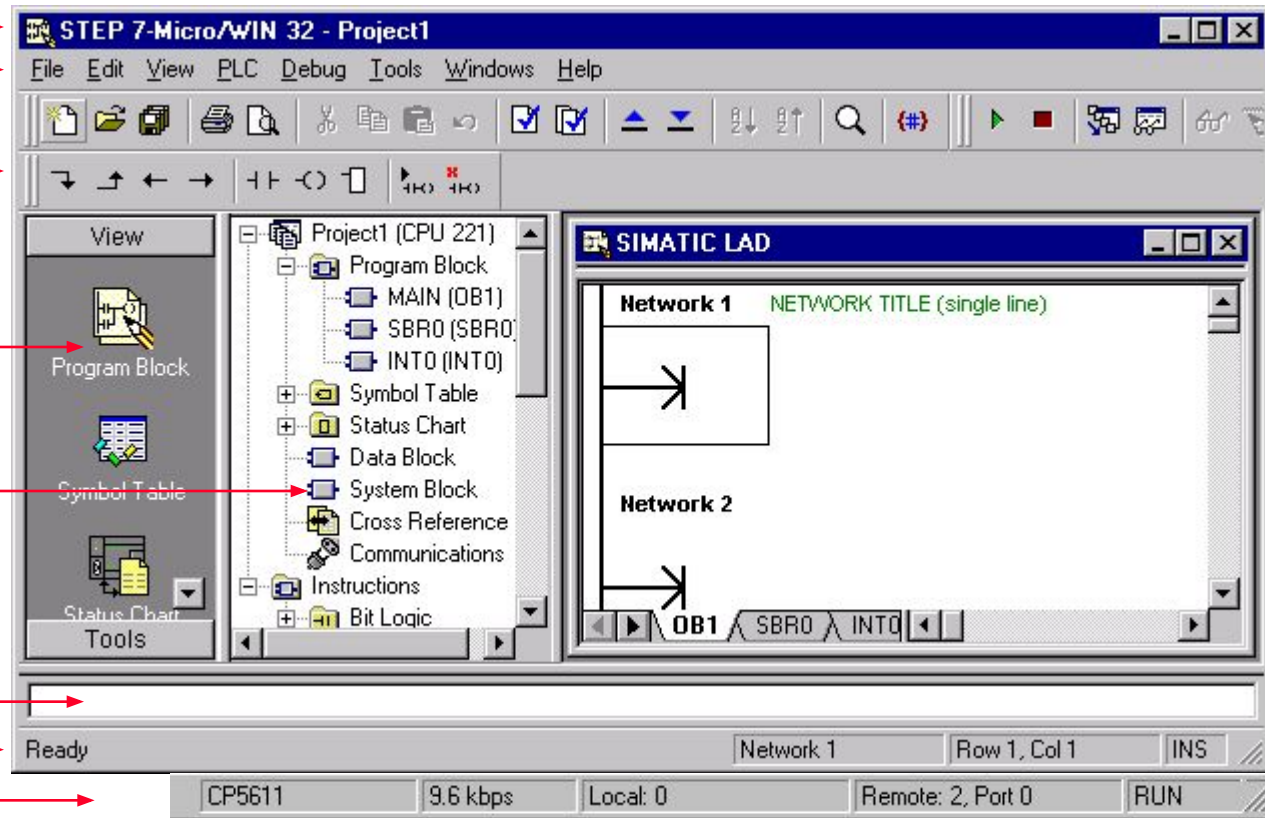 STEP 7-Micro/WIN 32 - Project1
File Edit View PLC Debug Tools Windows Help
View
Program Block
Symbol Table
Status Chart
Tools
Project1 (CPU 221)
Program Block
MAIN (OB1)
SBR0 (SBR0)
INT0 (INT0)
Symbol Table
Status Chart
Data Block
System Block
Cross Reference
Communications
Instructions
Bit Logic
SIMATIC LAD
Network 1 NETWORK TITLE (single line)
Network 2
OB1 SBR0 INT0
Ready Network 1 Row 1, Col 1 INS
CP5611 9.6 kbps Local: 0 Remote: 2, Port 0 RUN